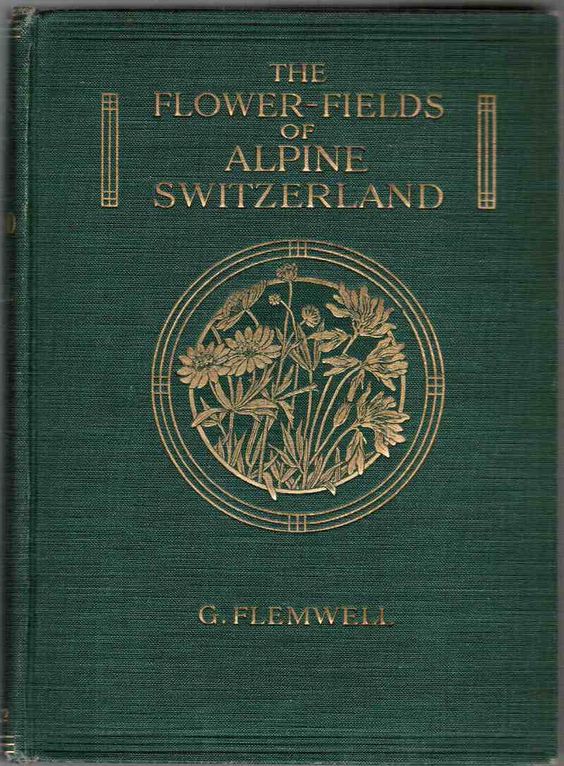 THE
FLOWER-FIELDS
OF
ALPINE
SWITZERLAND
G. FLEMWELL